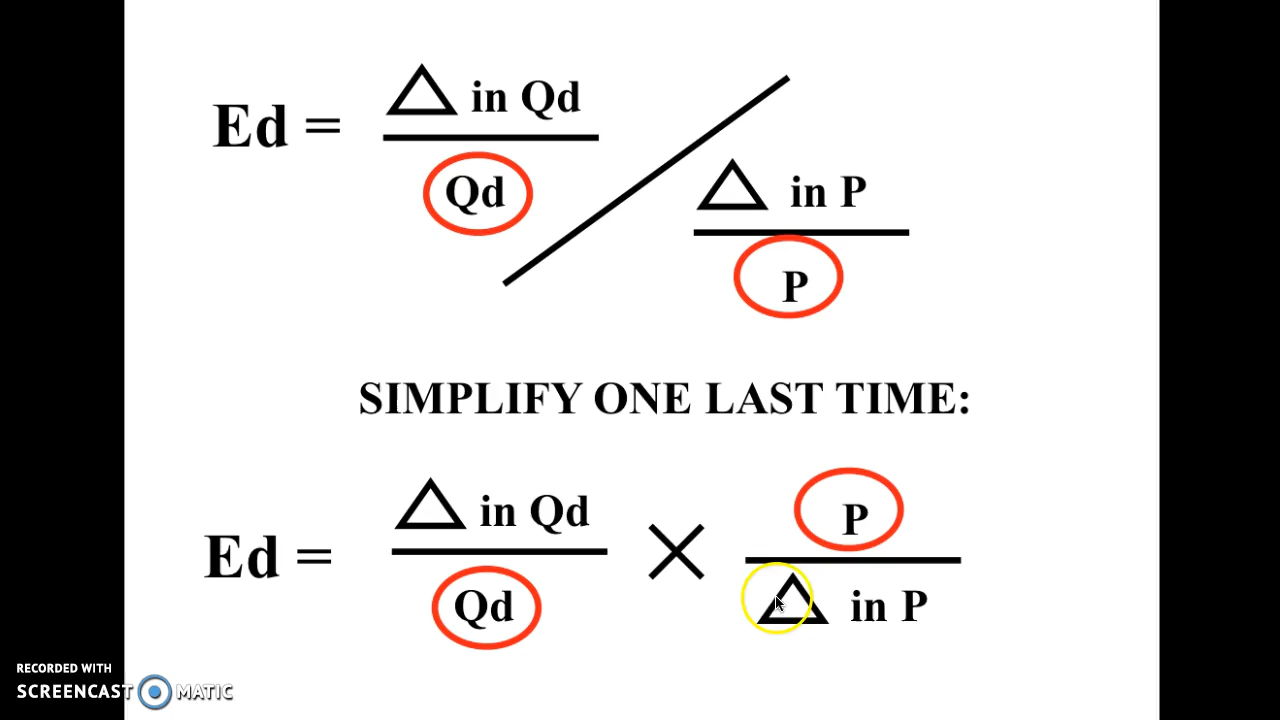 Δ in Qd
Ed =
Qd
Δ in P
P
SIMPLIFY ONE LAST TIME:
Δ in Qd × P
Ed =
Qd
Δ in P
RECORDED WITH
SCREENCAST MATIC